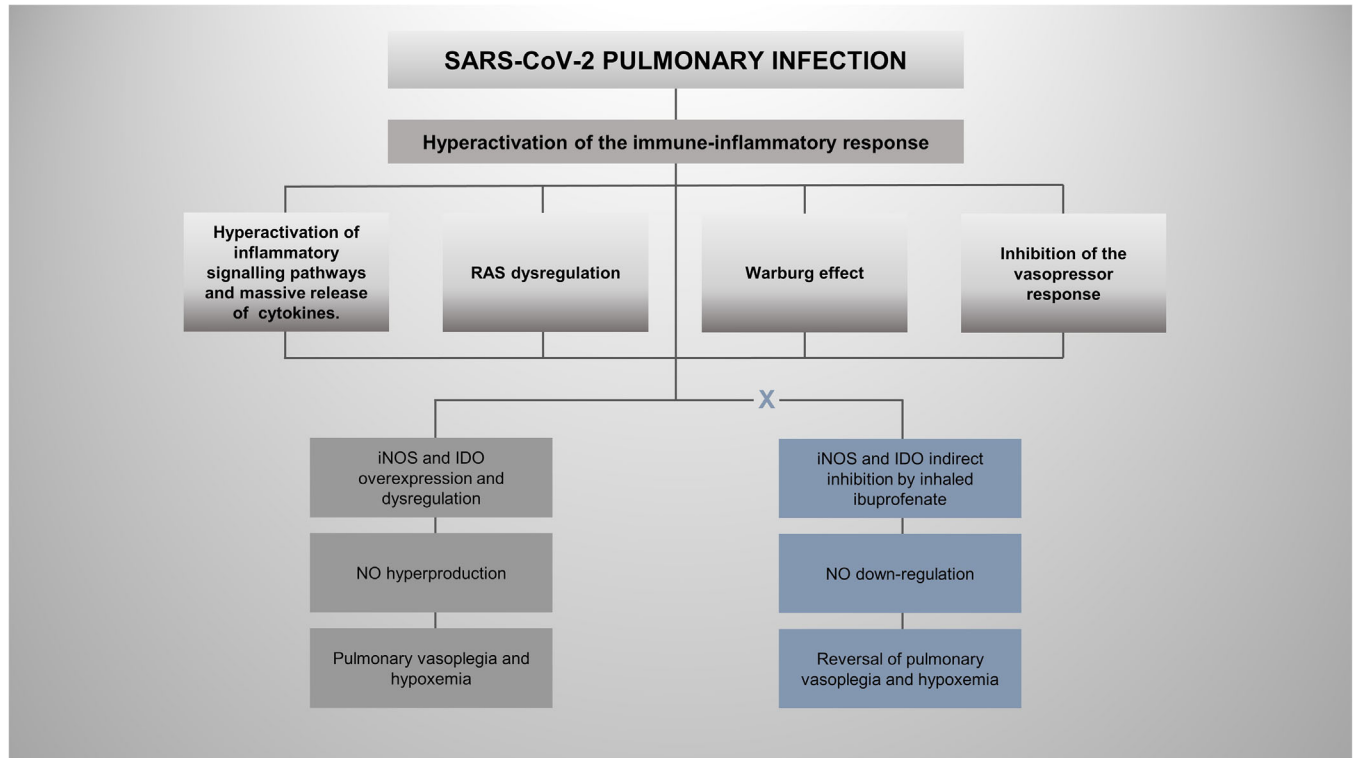 SARS-CoV-2 PULMONARY INFECTION
Hyperactivation of the immune-inflammatory response
Hyperactivation of
inflammatory
signalling pathways
and massive release
of cytokines.
RAS dysregulation
Warburg effect
Inhibition of the
vasopressor
response
X
iNOS and IDO
overexpression and
dysregulation
NO hyperproduction
Pulmonary vasoplegia and
hypoxemia
iNOS and IDO indirect
inhibition by inhaled
ibuprofenate
NO down-regulation
Reversal of pulmonary
vasoplegia and hypoxemia